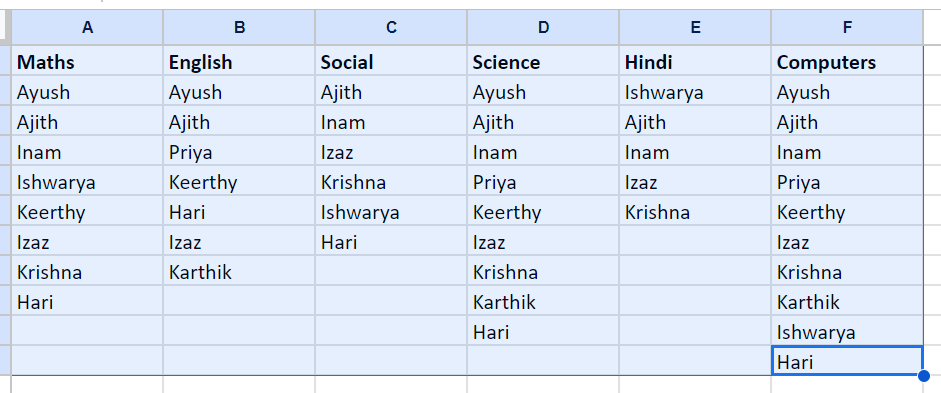 A B C D E F
Maths English Social Science Hindi Computers
Ayush Ayush Ajith Ayush Ishwarya Ayush
Ajith Ajith Inam Ajith Ajith Ajith
Inam Priya Izaz Inam Inam Inam
Ishwarya Keerthy Krishna Priya Izaz Priya
Keerthy Hari Ishwarya Keerthy Krishna Keerthy
Izaz Izaz Hari Izaz Izaz
Krishna Karthik Krishna Krishna
Hari Karthik Karthik
Hari Ishwarya
Hari